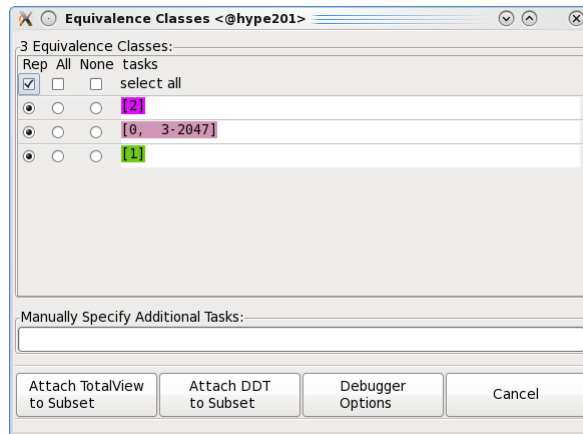 Equivalence Classes <@hype201>
3 Equivalence Classes:
Rep All None tasks
select all
[2]
[0, 3-2047]
[1]
Manually Specify Additional Tasks:
Attach TotalView to Subset
Attach DDT to Subset
Debugger Options
Cancel